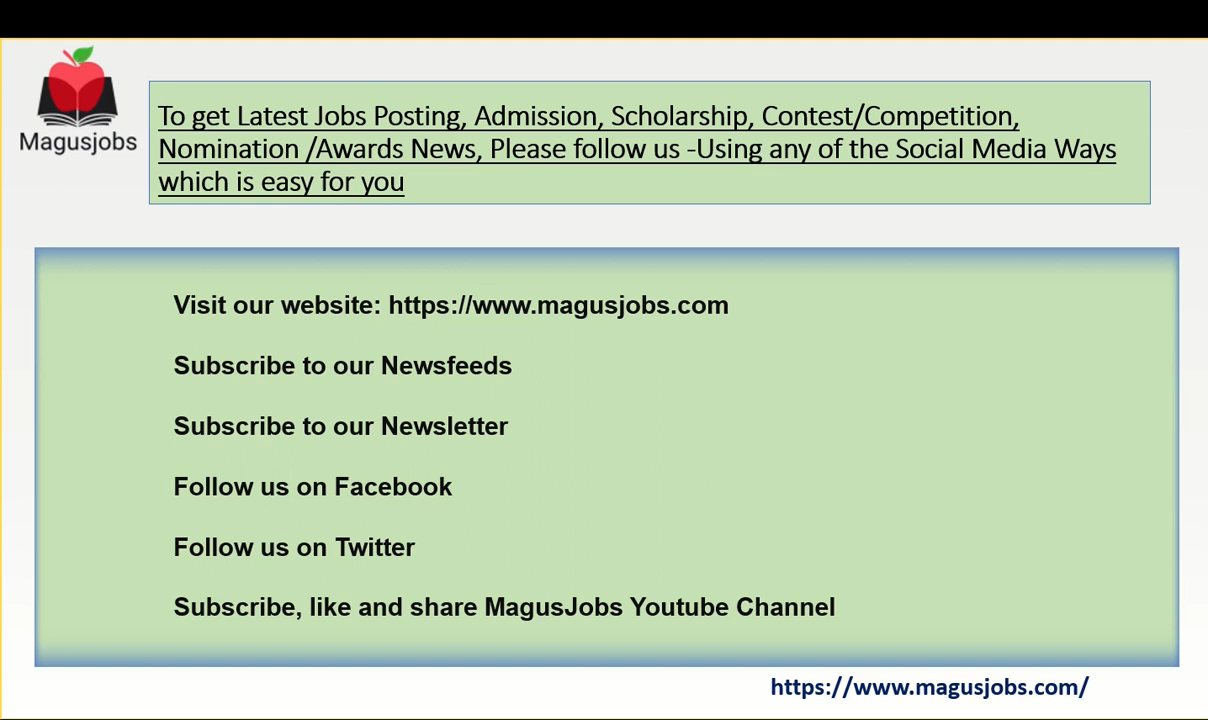 Magusjobs
To get Latest Jobs Posting, Admission, Scholarship, Contest/Competition,
Nomination /Awards News, Please follow us -Using any of the Social Media Ways
which is easy for you
Visit our website: https://www.magusjobs.com
Subscribe to our Newsfeeds
Subscribe to our Newsletter
Follow us on Facebook
Follow us on Twitter
Subscribe, like and share MagusJobs Youtube Channel
https://www.magusjobs.com/